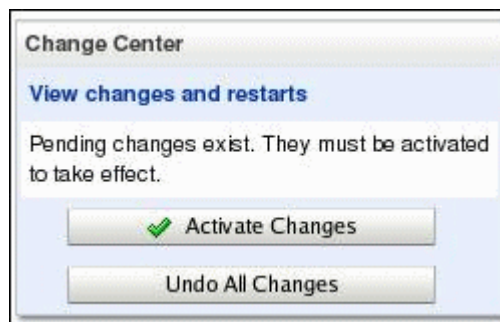 Change Center
View changes and restarts
Pending changes exist. They must be activated
to take effect.
Activate Changes
Undo All Changes